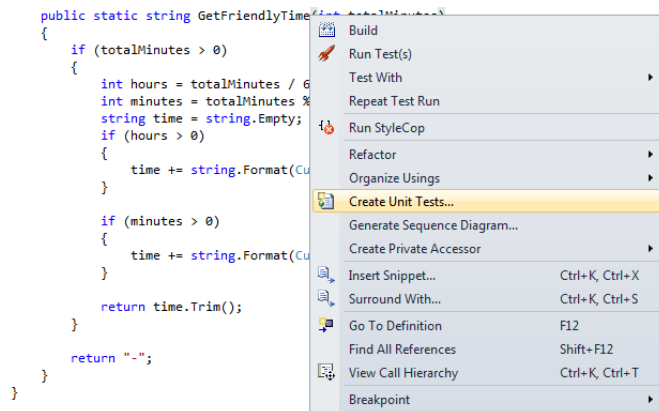 public static string GetFriendlyTime(int totalMinutes)
{
if (totalMinutes > 0)
{
int hours = totalMinutes / 6
int minutes = totalMinutes %
string time = string.Empty;
if (hours > 0)
{
time += string.Format(Cu
}
if (minutes > 0)
{
time += string.Format(Cu
}
return time.Trim();
}
return "-";
}
}
Build
Run Test(s)
Test With
Repeat Test Run
Run StyleCop
Refactor
Organize Usings
Create Unit Tests...
Generate Sequence Diagram...
Create Private Accessor
Insert Snippet... Ctrl+K, Ctrl+X
Surround With... Ctrl+K, Ctrl+S
Go To Definition F12
Find All References Shift+F12
View Call Hierarchy Ctrl+K, Ctrl+T
Breakpoint